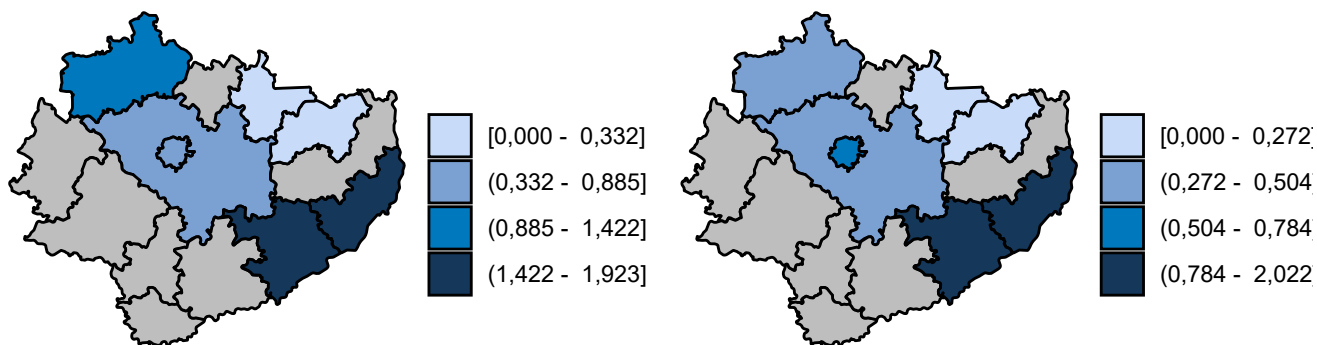 [0,000 - 0,332]
(0,332 - 0,885]
(0,885 - 1,422]
(1,422 - 1,923]
[0,000 - 0,272]
(0,272 - 0,504]
(0,504 - 0,784]
(0,784 - 2,022]